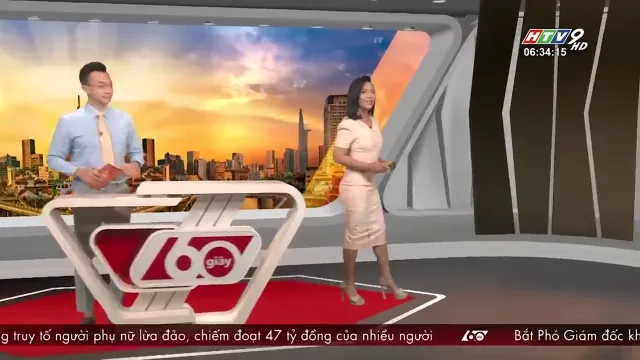 HTV9 HD
06:34:15
60 giây
g truy tố người phụ nữ lừa đảo, chiếm đoạt 47 tỷ đồng của nhiều người 60 Bắt Phó Giám đốc kh